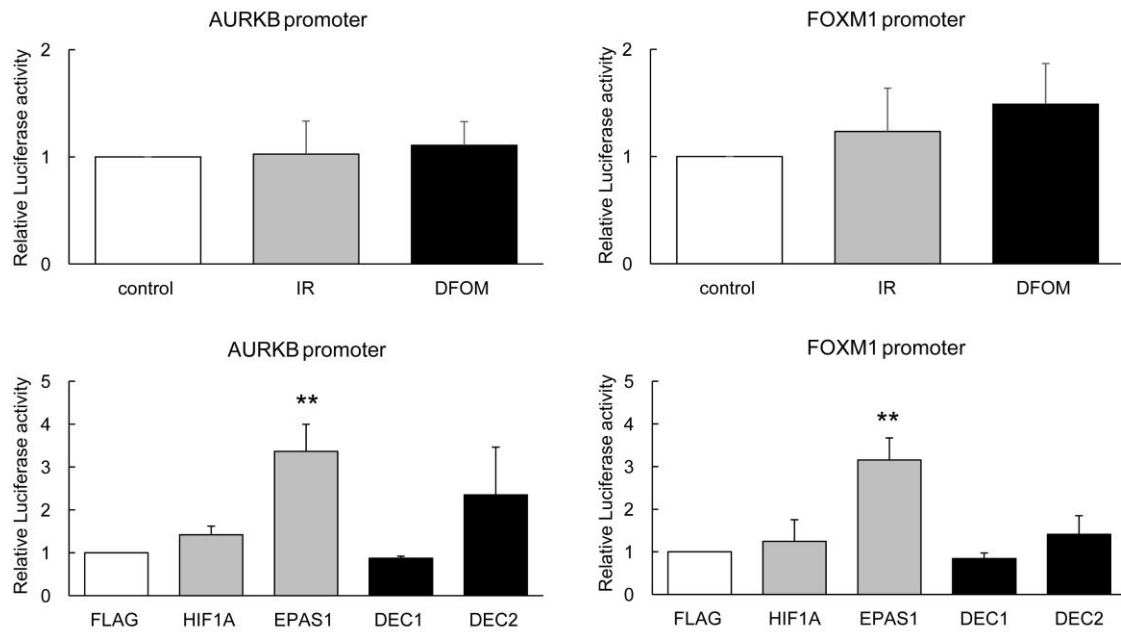 AURKB promoter
Relative Luciferase activity
2
1
0
control IR DFOM
FOXM1 promoter
Relative Luciferase activity
2
1
0
control IR DFOM
AURKB promoter
Relative Luciferase activity
5
4
3
2
1
0
**
FLAG HIF1A EPAS1 DEC1 DEC2
FOXM1 promoter
Relative Luciferase activity
5
4
3
2
1
0
**
FLAG HIF1A EPAS1 DEC1 DEC2